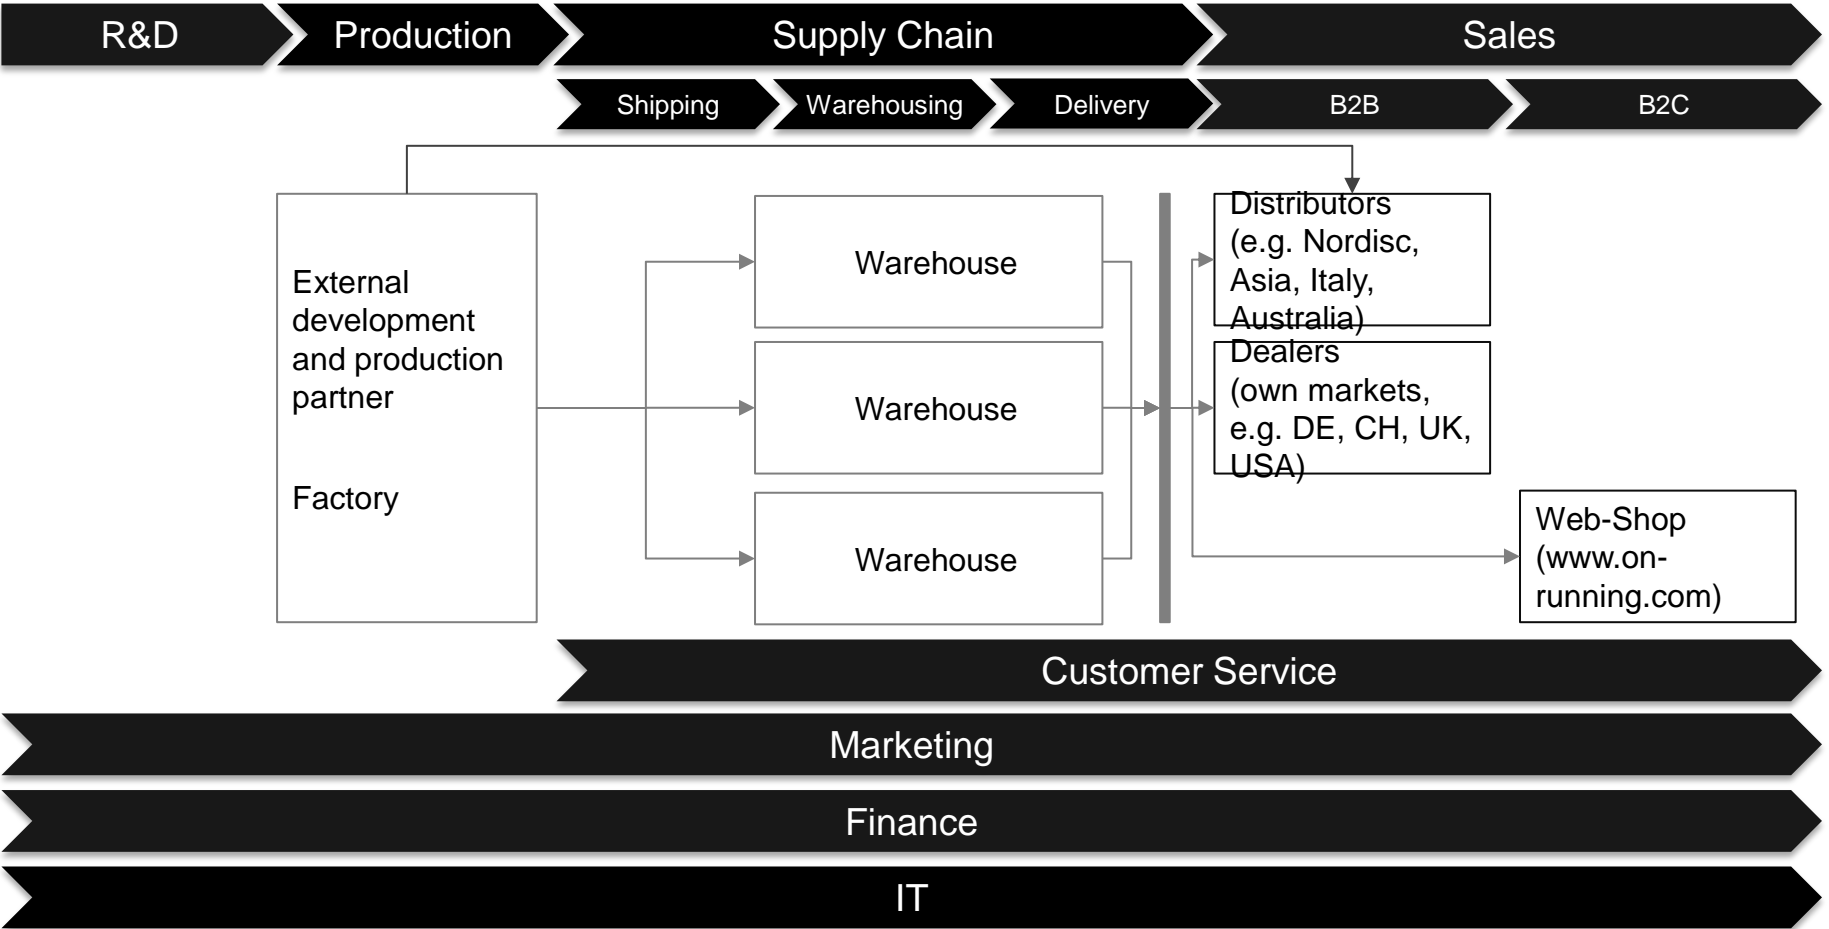 R&D
Production
Supply Chain
Sales
Shipping
Warehousing
Delivery
B2B
B2C
External
development
and production
partner
Factory
Warehouse
Warehouse
Warehouse
Distributors
(e.g. Nordisc,
Asia, Italy,
Australia)
Dealers
(own markets,
e.g. DE, CH, UK,
USA)
Web-Shop
(www.on-
running.com)
Customer Service
Marketing
Finance
IT